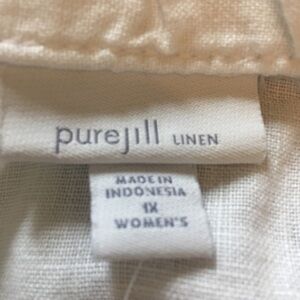 purejill LINEN
MADE IN
INDONESIA
1X
WOMEN'S